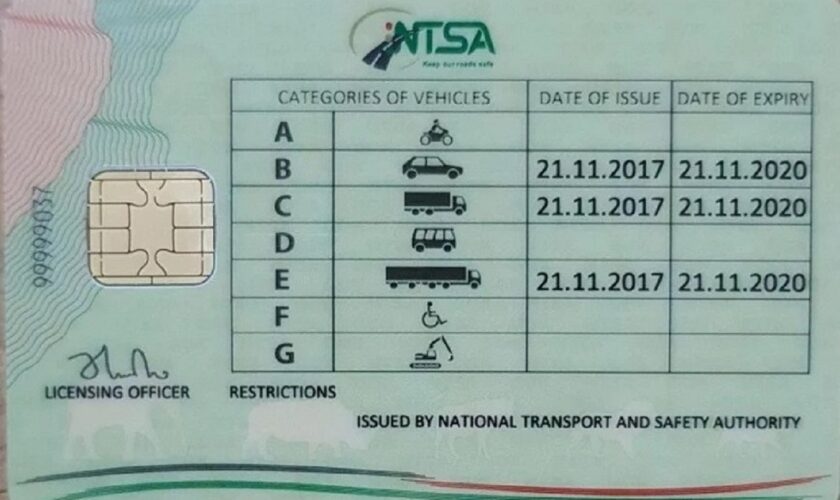 NTSA
Keep our roads safe
CATEGORIES OF VEHICLES DATE OF ISSUE DATE OF EXPIRY
A
B 21.11.2017 21.11.2020
C 21.11.2017 21.11.2020
D
E 21.11.2017 21.11.2020
F
G
99999037
LICENSING OFFICER RESTRICTIONS
ISSUED BY NATIONAL TRANSPORT AND SAFETY AUTHORITY